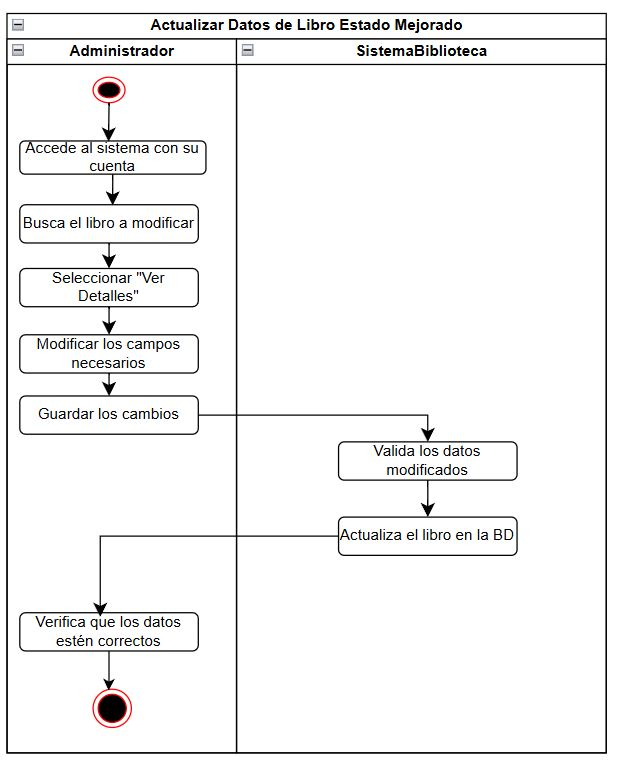 Actualizar Datos de Libro Estado Mejorado
Administrador
SistemaBiblioteca
Accede al sistema con su
cuenta
Busca el libro a modificar
Seleccionar "Ver
Detalles"
Modificar los campos
necesarios
Guardar los cambios
Valida los datos
modificados
Actualiza el libro en la BD
Verifica que los datos
estén correctos